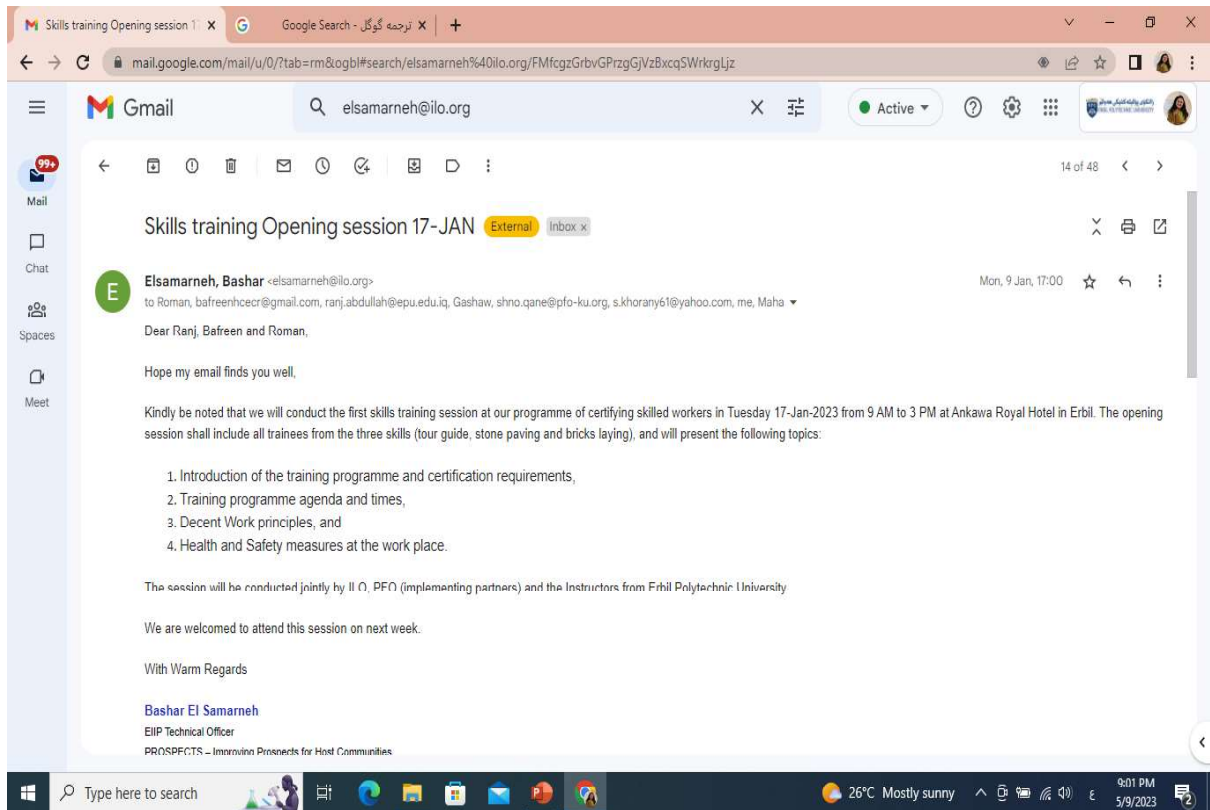 Skills training Opening session 1
Google Search - ترجمه گوگل
mail.google.com/mail/u/0/?tab=rm&ogbl#search/elsamarneh%40ilo.org/FMfcgzGrbvGPrzgGjVzBxcqSWrkrgLjz
Gmail
elsamarneh@ilo.org
Active
99+
Mail
Chat
Spaces
Meet
14 of 48
Skills training Opening session 17-JAN External Inbox x
E
Elsamarneh, Bashar <elsamarneh@ilo.org>
Mon, 9 Jan, 17:00
to Roman, bafreenhcecr@gmail.com, ranj.abdullah@epu.edu.iq, Gashaw, shno.qane@pfo-ku.org, s.khorany61@yahoo.com, me, Maha
Dear Ranj, Bafreen and Roman,
Hope my email finds you well,
Kindly be noted that we will conduct the first skills training session at our programme of certifying skilled workers in Tuesday 17-Jan-2023 from 9 AM to 3 PM at Ankawa Royal Hotel in Erbil. The opening
session shall include all trainees from the three skills (tour guide, stone paving and bricks laying), and will present the following topics:
1. Introduction of the training programme and certification requirements,
2. Training programme agenda and times,
3. Decent Work principles, and
4. Health and Safety measures at the work place.
The session will be conducted jointly by ILO, PFO (implementing partners) and the Instructors from Erbil Polytechnic University
We are welcomed to attend this session on next week.
With Warm Regards
Bashar El Samarneh
EIIP Technical Officer
PROSPECTS – Improving Prospects for Host Communities
Type here to search
26°C Mostly sunny
ع
9:01 PM
5/9/2023
2